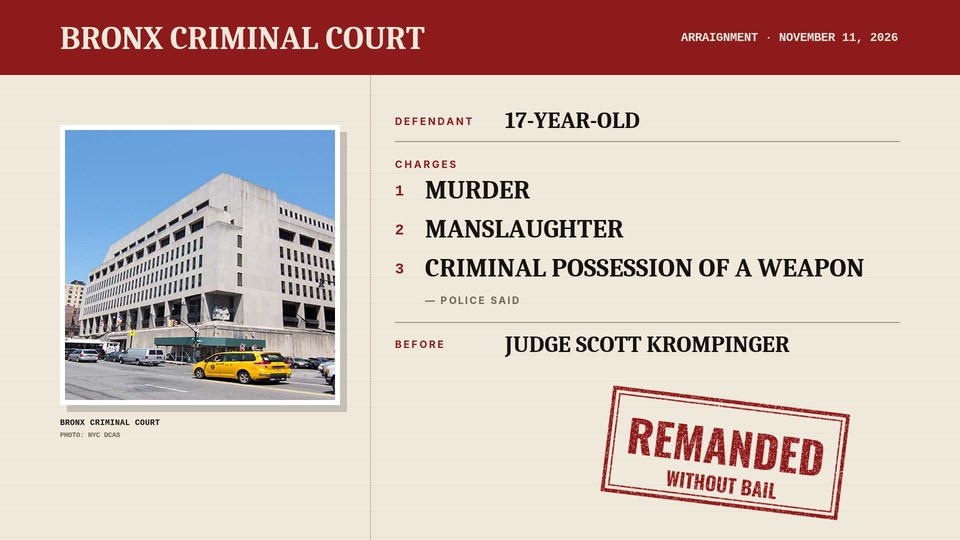 BRONX CRIMINAL COURT
ARRAIGNMENT · NOVEMBER 11, 2026
DEFENDANT 17-YEAR-OLD
CHARGES
1 MURDER
2 MANSLAUGHTER
3 CRIMINAL POSSESSION OF A WEAPON
— POLICE SAID
BEFORE JUDGE SCOTT KROMPINGER
BRONX CRIMINAL COURT
PHOTO: NYC DCAS
REMANDED
WITHOUT BAIL